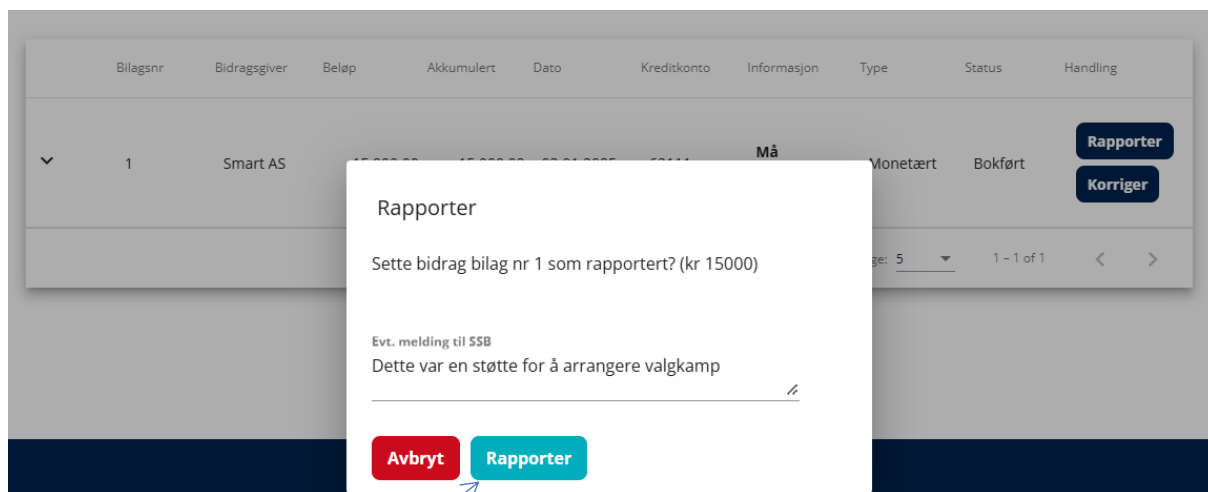 Bilagsnr Bidragsgiver Beløp Akkumulert Dato Kreditkonto Informasjon Type Status Handling
1 Smart AS Må Monetært Bokført
Rapporter
Korriger
5 1 – 1 of 1
Rapporter
Sette bidrag bilag nr 1 som rapportert? (kr 15000)
Evt. melding til SSB
Dette var en støtte for å arrangere valgkamp
Avbryt Rapporter